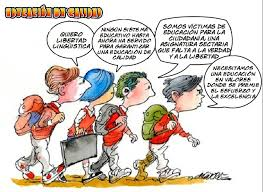 EDUCACIÓN DE CALIDAD
QUIERO
LIBERTAD
LINGÜÍSTICA
NINGÚN SISTEMA
EDUCATIVO HASTA
AHORA HA SERVIDO
PARA GARANTIZAR
UNA EDUCACIÓN
DE CALIDAD
SOMOS VÍCTIMAS DE
EDUCACIÓN PARA LA
CIUDADANÍA, UNA
ASIGNATURA SECTARIA
QUE FALTA A LA VERDAD
Y A LA LIBERTAD
NECESITAMOS
UNA EDUCACIÓN
EN VALORES
DONDE SE PREMIE
EL ESFUERZO Y
LA EXCELENCIA